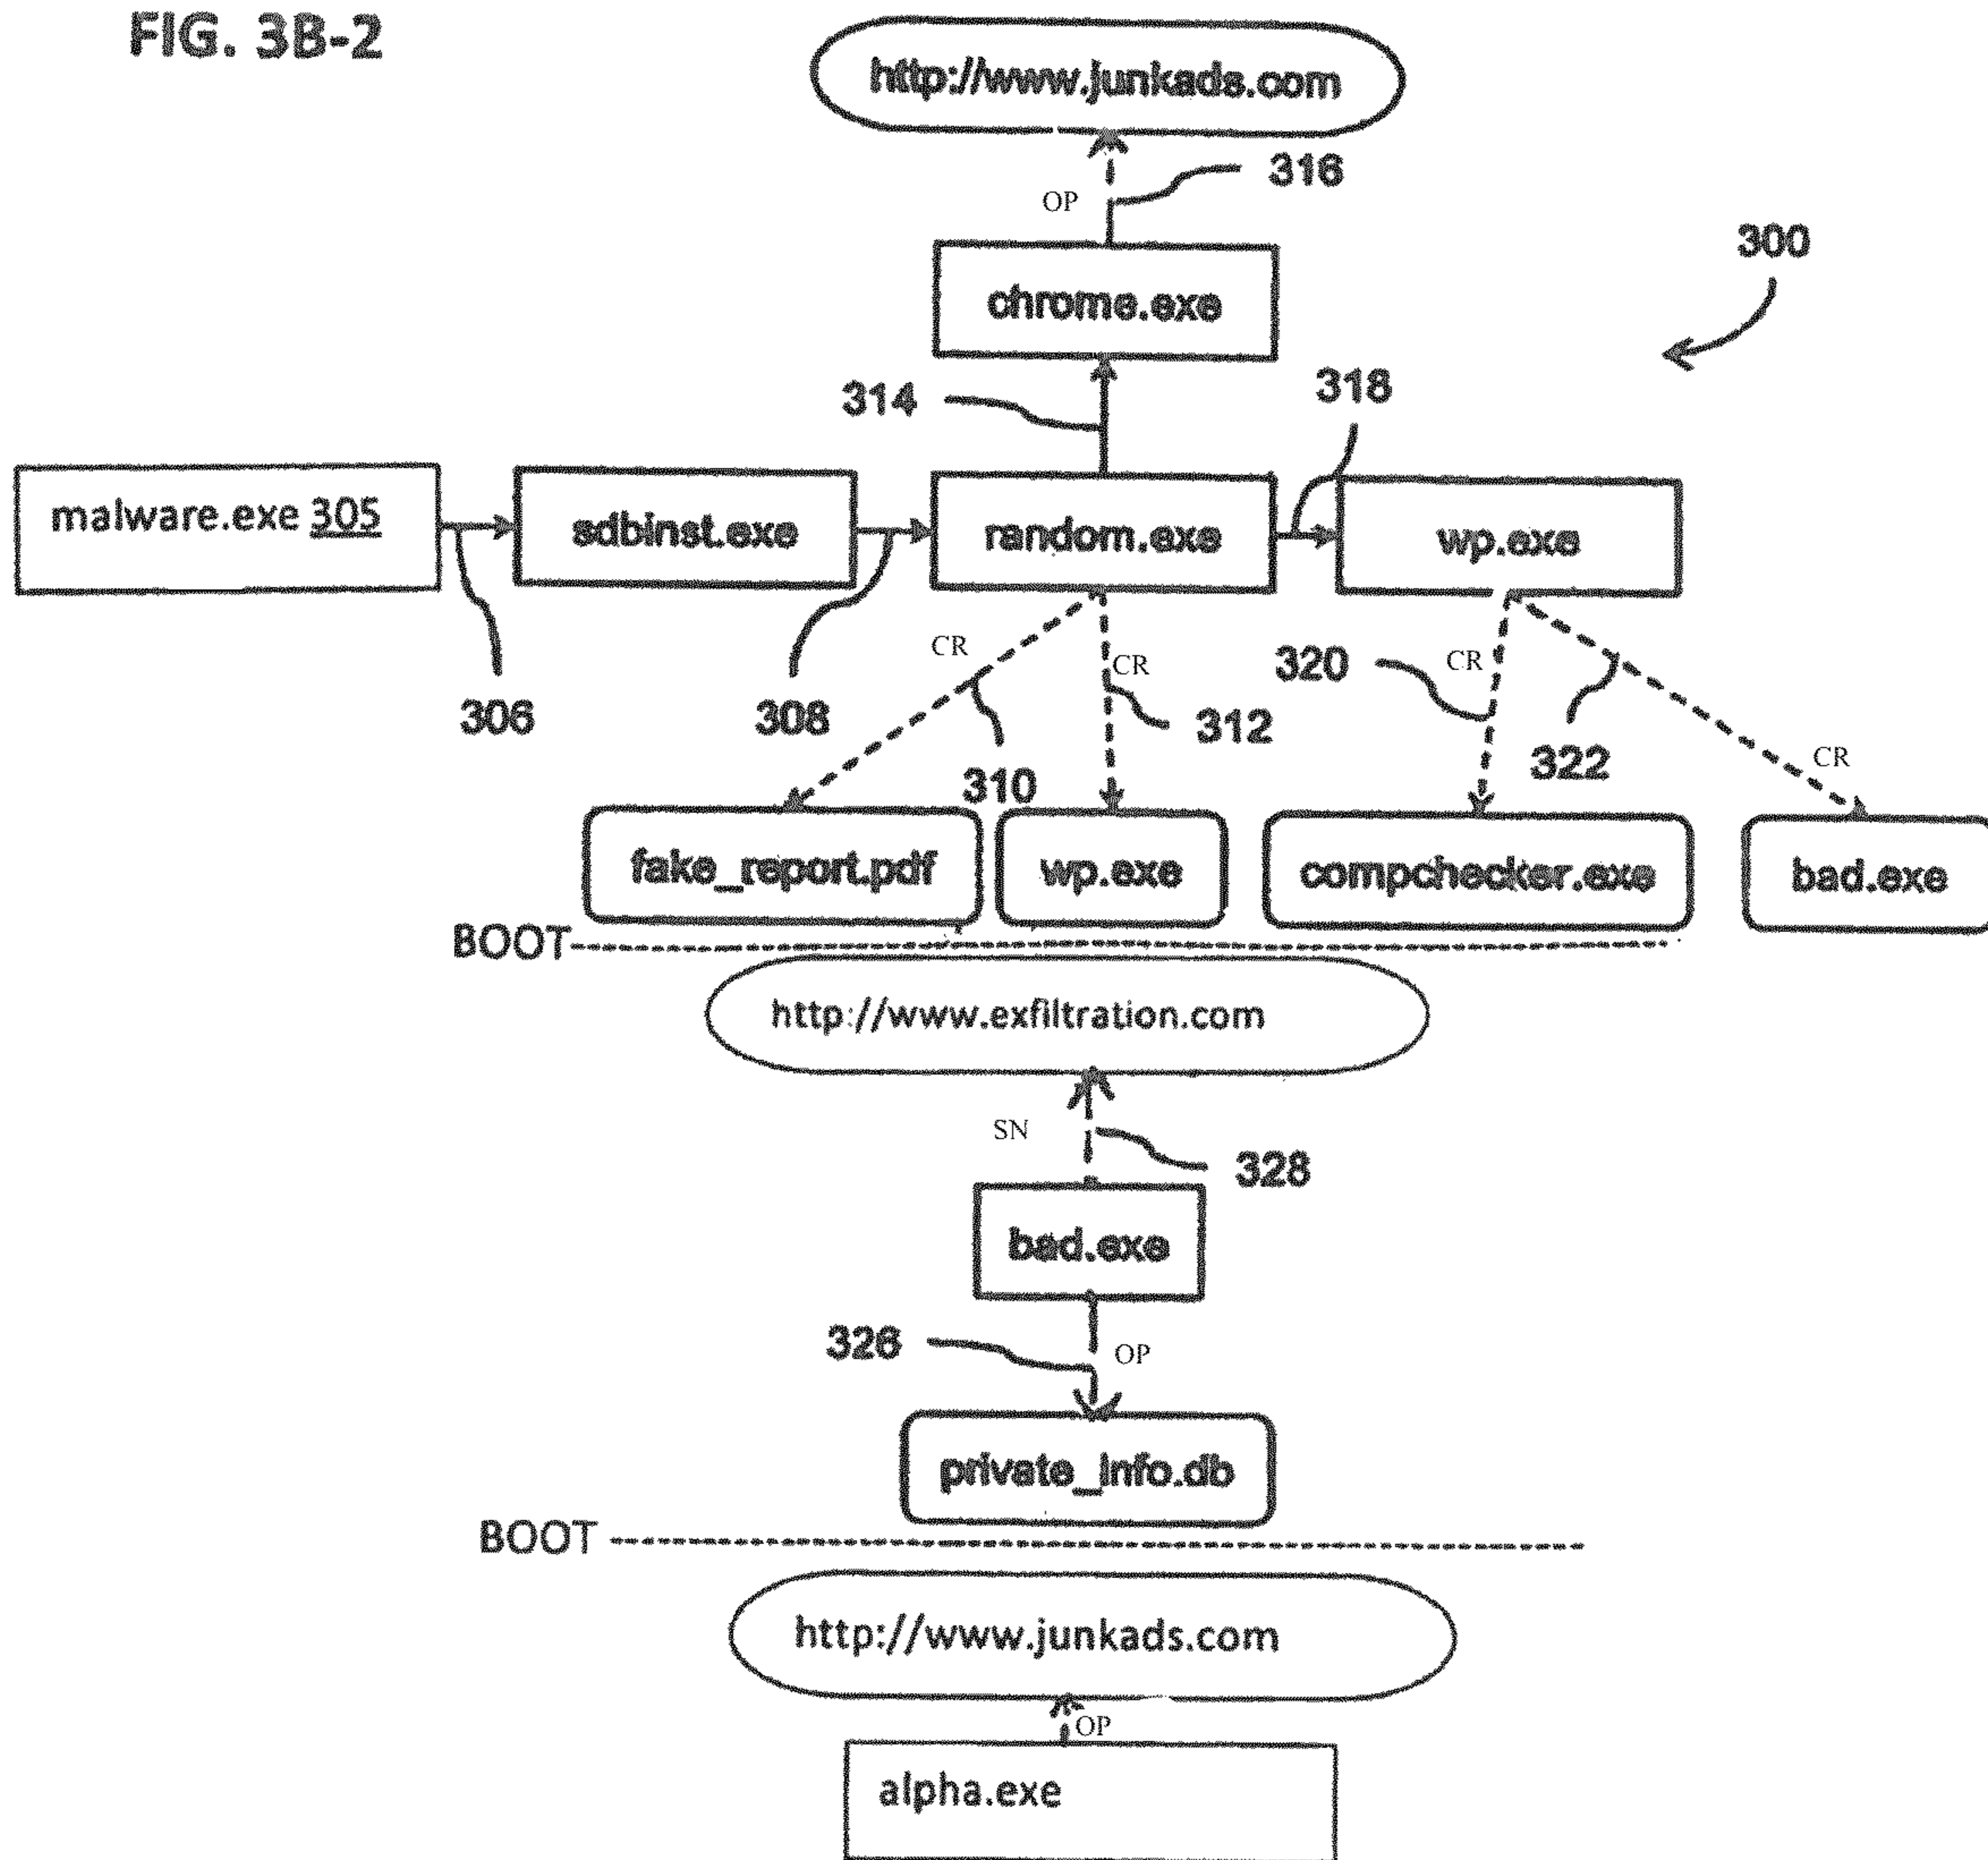 FIG. 3B-2
http://www.junkads.com
316
OP
300
chrome.exe
314
318
malware.exe 305
sdbinst.exe
random.exe
wp.exe
CR
CR
320
CR
306
308
312
310
322
CR
fake_report.pdf
wp.exe
compchecker.exe
bad.exe
BOOT
http://www.exfiltration.com
SN
328
bad.exe
326
OP
private_info.db
BOOT
http://www.junkads.com
OP
alpha.exe